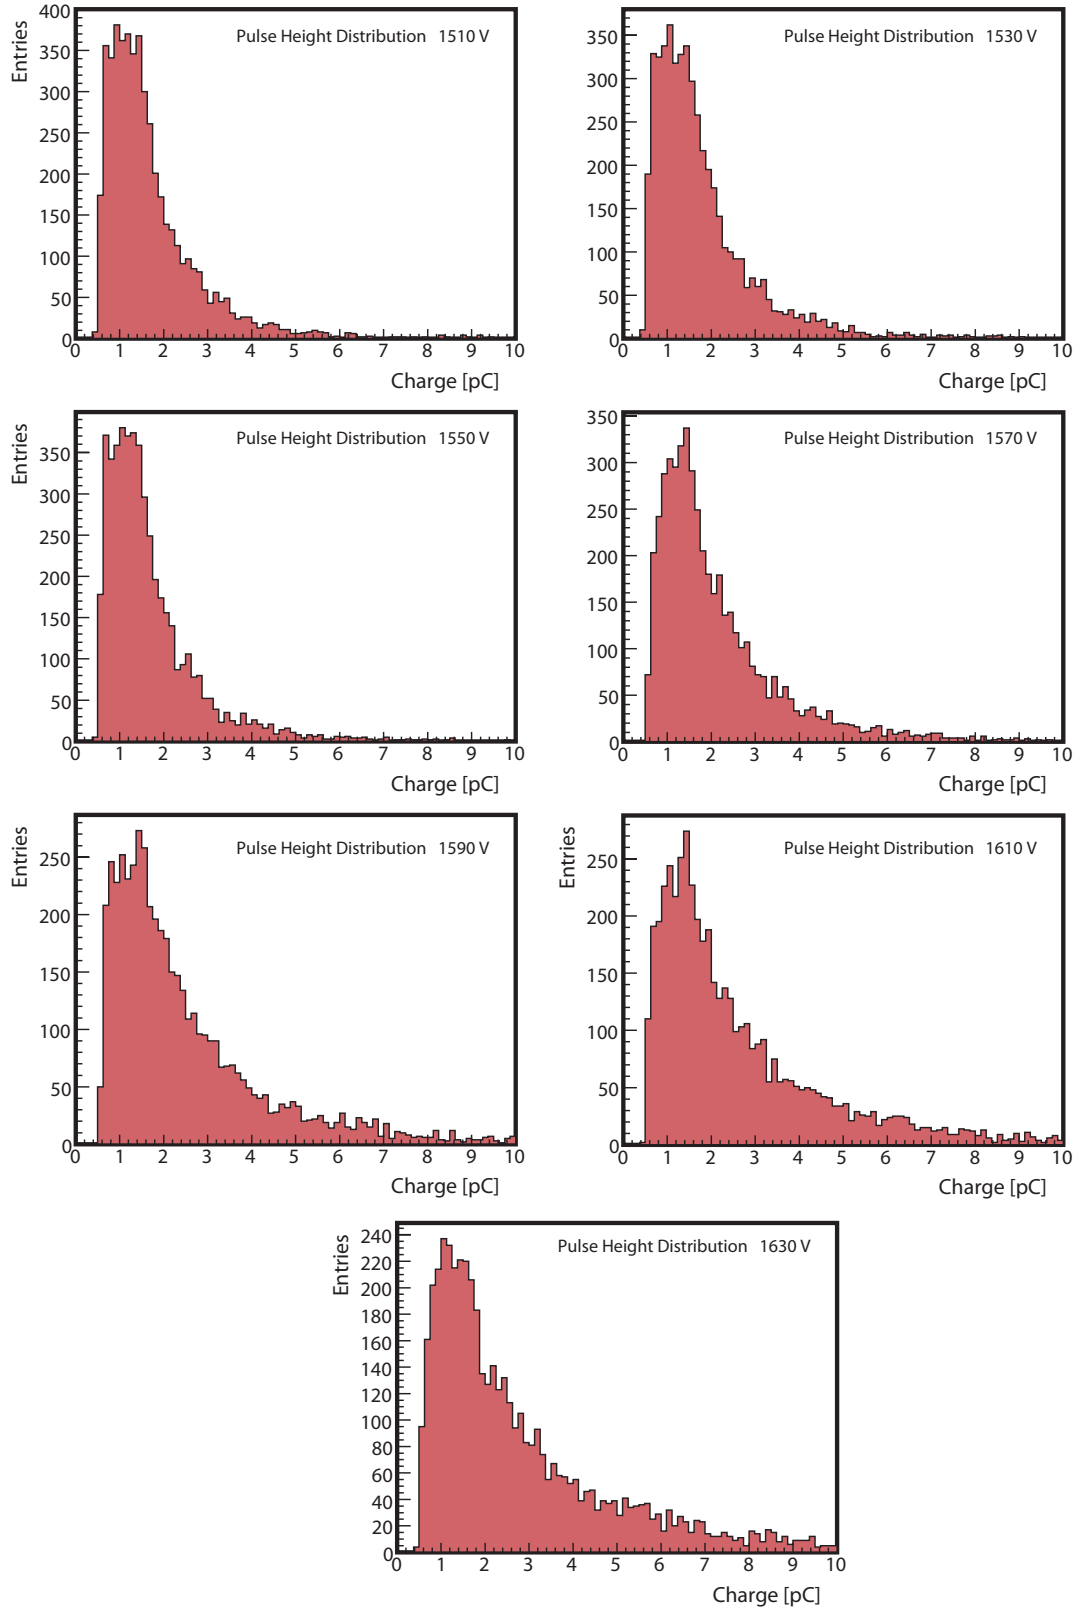 Entries
Pulse Height Distribution 1510 V
400
350
300
250
200
150
100
50
0
0 1 2 3 4 5 6 7 8 9 10
Charge [pC]
Pulse Height Distribution 1530 V
350
300
250
200
150
100
50
0
0 1 2 3 4 5 6 7 8 9 10
Charge [pC]
Entries
Pulse Height Distribution 1550 V
350
300
250
200
150
100
50
0
0 1 2 3 4 5 6 7 8 9 10
Charge [pC]
Pulse Height Distribution 1570 V
350
300
250
200
150
100
50
0
0 1 2 3 4 5 6 7 8 9 10
Charge [pC]
Entries
Pulse Height Distribution 1590 V
250
200
150
100
50
0
0 1 2 3 4 5 6 7 8 9 10
Charge [pC]
Entries
Pulse Height Distribution 1610 V
250
200
150
100
50
0
0 1 2 3 4 5 6 7 8 9 10
Charge [pC]
Entries
Pulse Height Distribution 1630 V
240
220
200
180
160
140
120
100
80
60
40
20
0
0 1 2 3 4 5 6 7 8 9 10
Charge [pC]